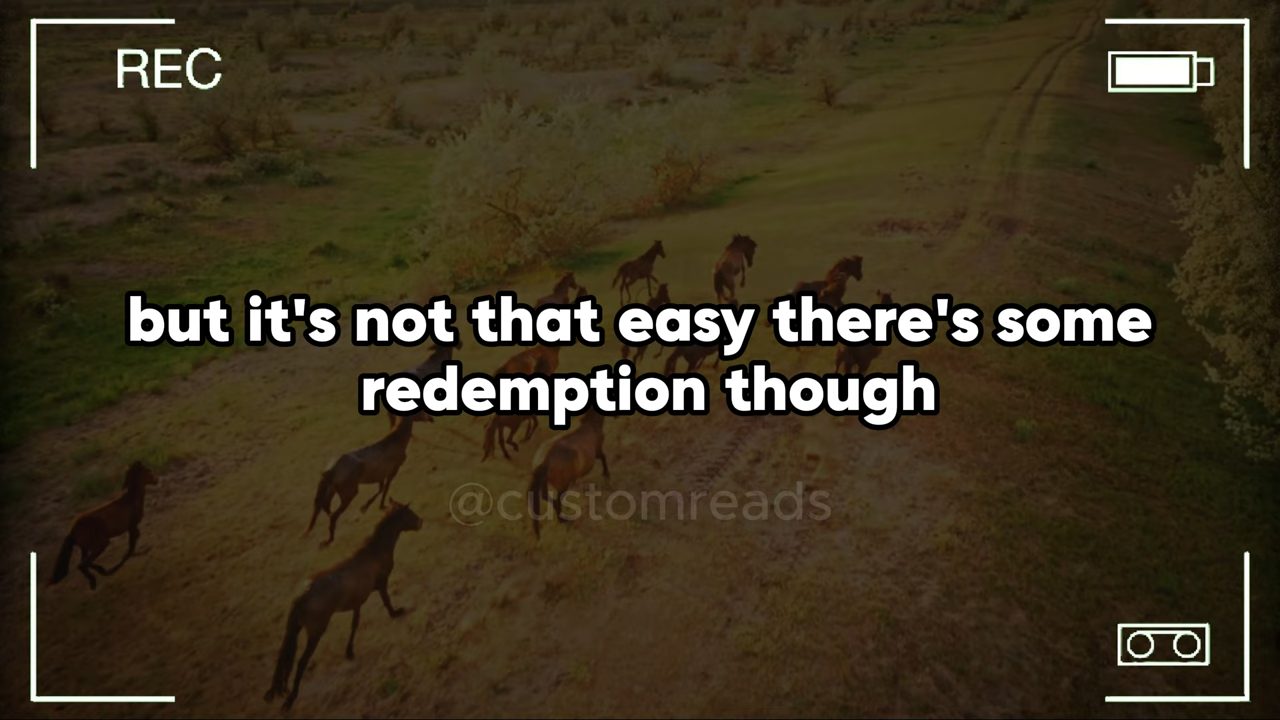 REC
but it's not that easy there's some
redemption though
@customreads